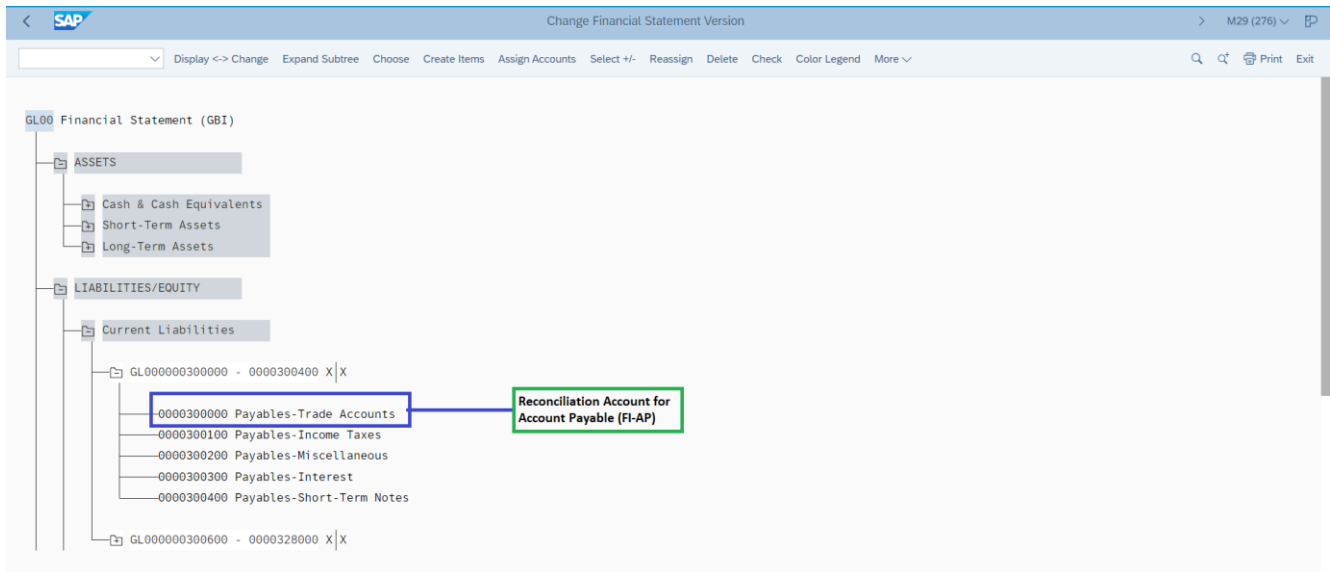 SAP Change Financial Statement Version M29 (276)
Display <-> Change Expand Subtree Choose Create Items Assign Accounts Select +/- Reassign Delete Check Color Legend More Print Exit
GL00 Financial Statement (GBI)
ASSETS
Cash & Cash Equivalents
Short-Term Assets
Long-Term Assets
LIABILITIES/EQUITY
Current Liabilities
GL000000300000 - 0000300400 X|X
0000300000 Payables-Trade Accounts
Reconciliation Account for
Account Payable (FI-AP)
0000300100 Payables-Income Taxes
0000300200 Payables-Miscellaneous
0000300300 Payables-Interest
0000300400 Payables-Short-Term Notes
GL000000300600 - 0000328000 X|X